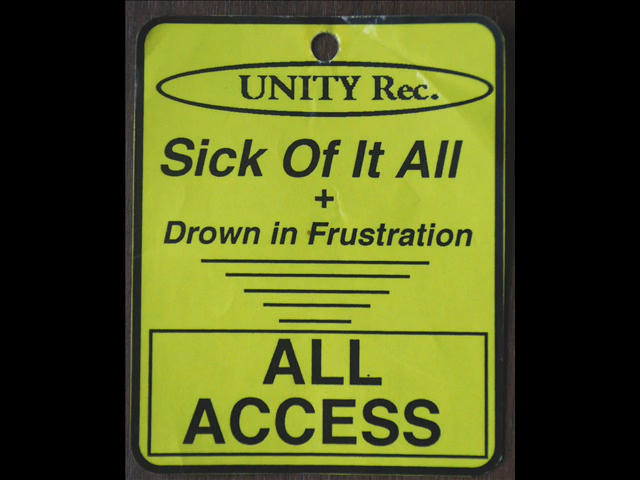 UNITY Rec.
Sick Of It All
+
Drown in Frustration
ALL
ACCESS